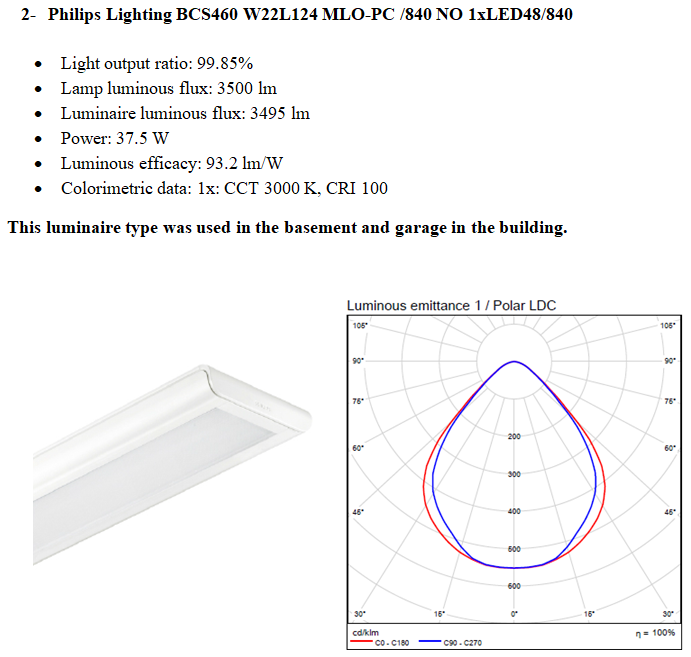 2- Philips Lighting BCS460 W22L124 MLO-PC /840 NO 1xLED48/840
• Light output ratio: 99.85%
• Lamp luminous flux: 3500 lm
• Luminaire luminous flux: 3495 lm
• Power: 37.5 W
• Luminous efficacy: 93.2 lm/W
• Colorimetric data: 1x: CCT 3000 K, CRI 100
This luminaire type was used in the basement and garage in the building.
Luminous emittance 1 / Polar LDC
105° 105°
90° 90°
75° 75°
60° 60°
45° 45°
200
300
400
500
600
30° 15° 0° 15° 30°
cd/klm η = 100%
C0 - C180 C90 - C270